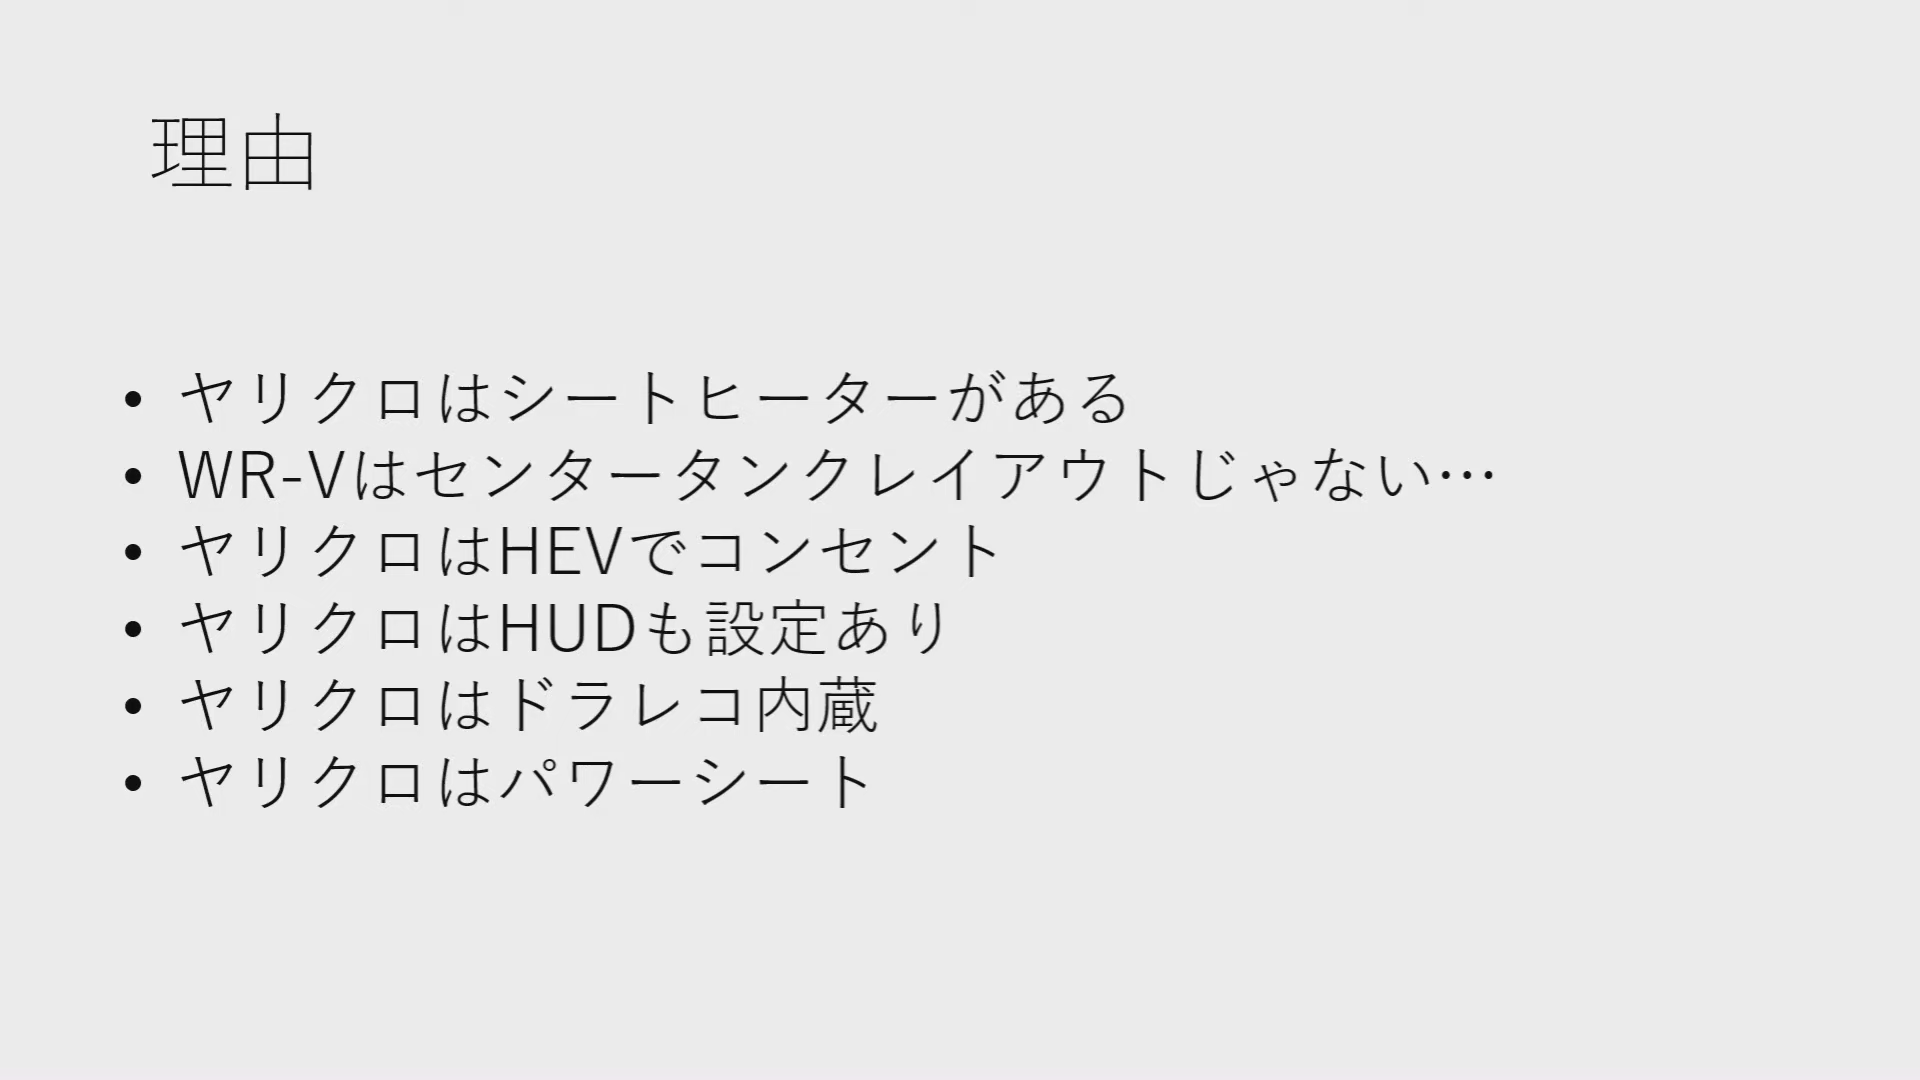 理由
• ヤリクロはシートヒーターがある
• WR-Vはセンタータンクレイアウトじゃない…
• ヤリクロはHEVでコンセント
• ヤリクロはHUDも設定あり
• ヤリクロはドラレコ内蔵
• ヤリクロはパワーシート